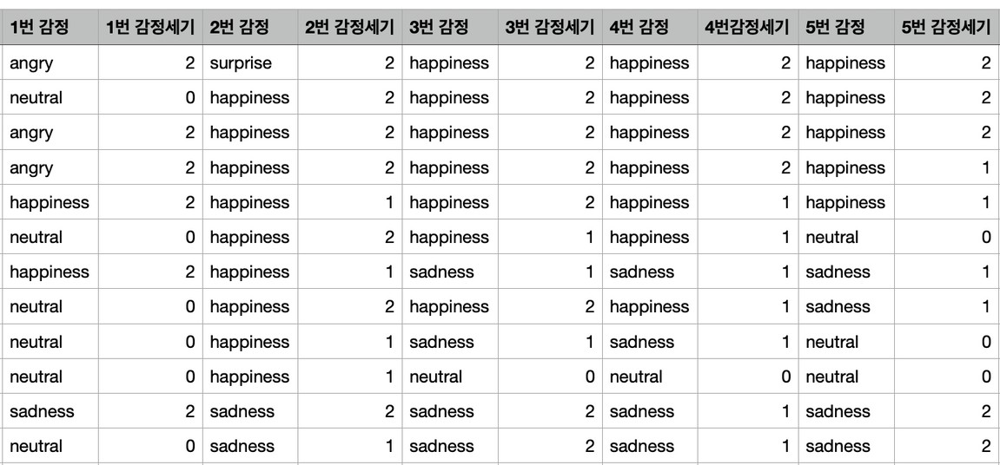 1번 감정 1번 감정세기 2번 감정 2번 감정세기 3번 감정 3번 감정세기 4번 감정 4번감정세기 5번 감정 5번 감정세기
angry 2 surprise 2 happiness 2 happiness 2 happiness 2
neutral 0 happiness 2 happiness 2 happiness 2 happiness 2
angry 2 happiness 2 happiness 2 happiness 2 happiness 2
angry 2 happiness 2 happiness 2 happiness 2 happiness 1
happiness 2 happiness 1 happiness 2 happiness 1 happiness 1
neutral 0 happiness 2 happiness 1 happiness 1 neutral 0
happiness 2 happiness 1 sadness 1 sadness 1 sadness 1
neutral 0 happiness 2 happiness 2 happiness 1 sadness 1
neutral 0 happiness 1 sadness 1 sadness 1 neutral 0
neutral 0 happiness 1 neutral 0 neutral 0 neutral 0
sadness 2 sadness 2 sadness 2 sadness 1 sadness 2
neutral 0 sadness 1 sadness 2 sadness 1 sadness 2